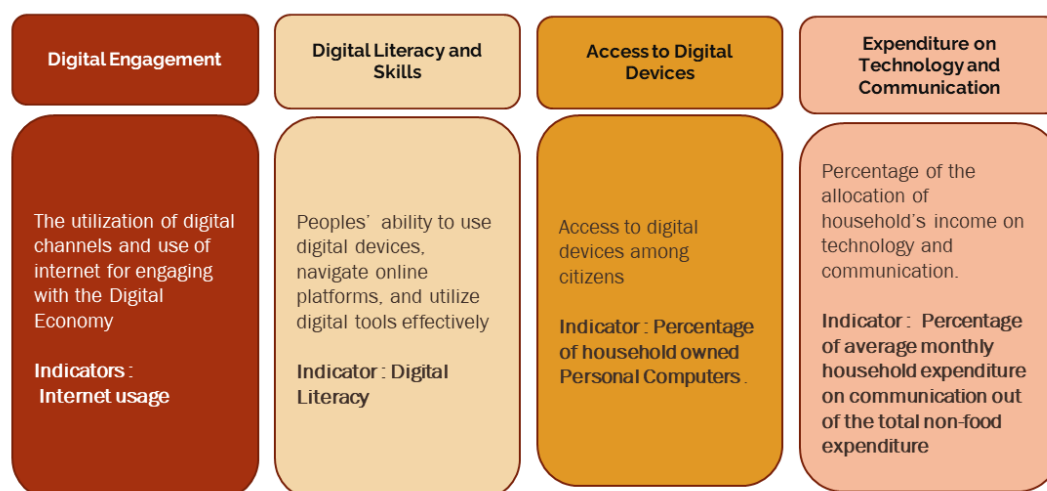 Digital Engagement
The utilization of digital
channels and use of
internet for engaging
with the Digital
Economy
Indicators :
Internet usage
Digital Literacy and
Skills
Peoples’ ability to use
digital devices,
navigate online
platforms, and utilize
digital tools effectively
Indicator : Digital
Literacy
Access to Digital
Devices
Access to digital
devices among
citizens
Indicator : Percentage
of household owned
Personal Computers .
Expenditure on
Technology and
Communication
Percentage of the
allocation of
household’s income on
technology and
communication.
Indicator : Percentage
of average monthly
household expenditure
on communication out
of the total non-food
expenditure